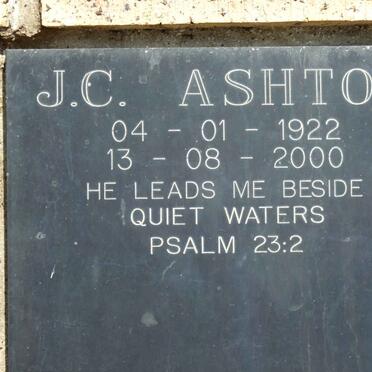 J.C. ASHTO
04 - 01 - 1922
13 - 08 - 2000
HE LEADS ME BESIDE
QUIET WATERS
PSALM 23:2